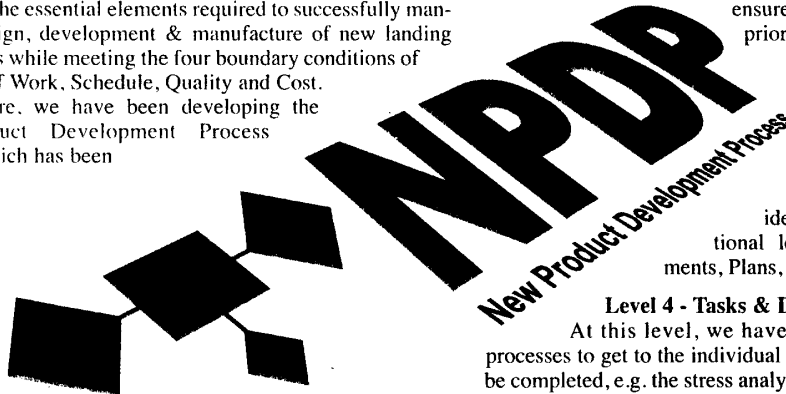 he essential elements required to successfully man-
ign, development & manufacture of new landing
s while meeting the four boundary conditions of
f Work, Schedule, Quality and Cost.
re, we have been developing the
uct Development Process
ich has been
NPDP
New Product Development Process
ensure
prior
ide
tional le
ments, Plans,
Level 4 - Tasks & D
At this level, we have
processes to get to the individual
be completed, e.g. the stress analy